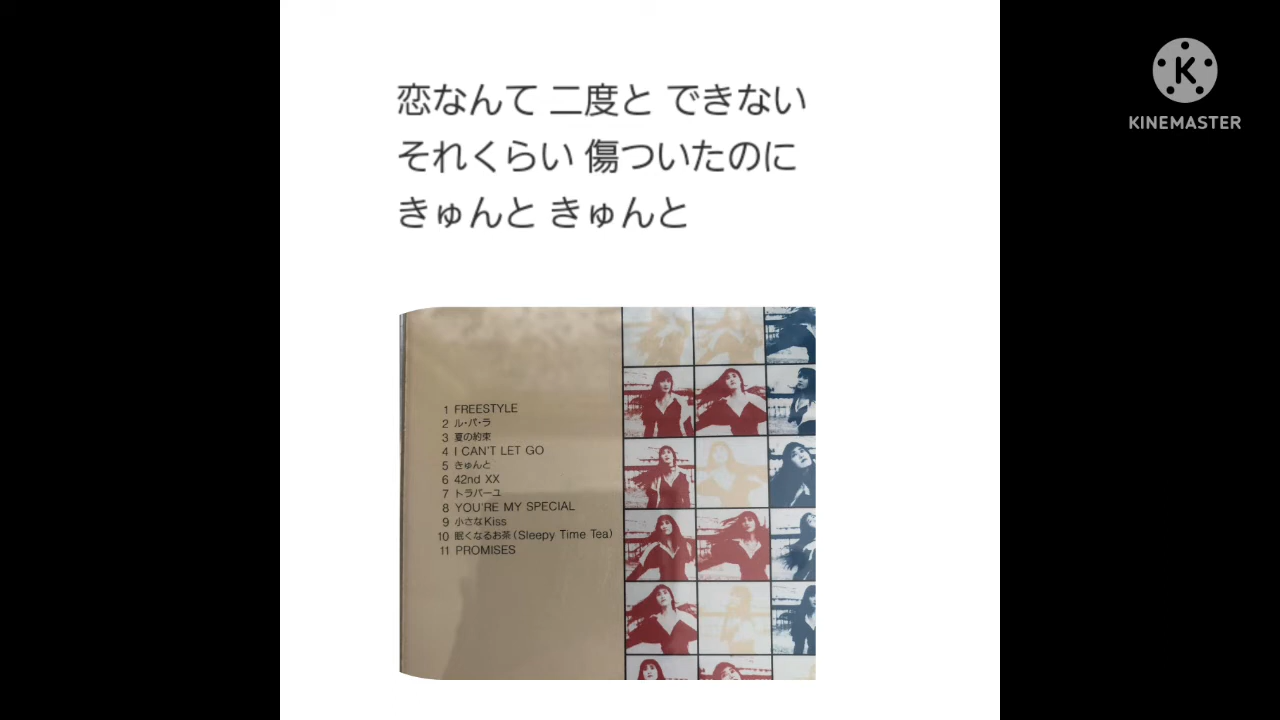 恋なんて 二度と できない
それくらい 傷ついたのに
きゅんと きゅんと
1 FREESTYLE
2 ル・パ・ラ
3 夏の約束
4 I CAN'T LET GO
5 きゅんと
6 42nd XX
7 トラバーユ
8 YOU'RE MY SPECIAL
9 小さなKiss
10 眠くなるお茶(Sleepy Time Tea)
11 PROMISES
KINEMASTER